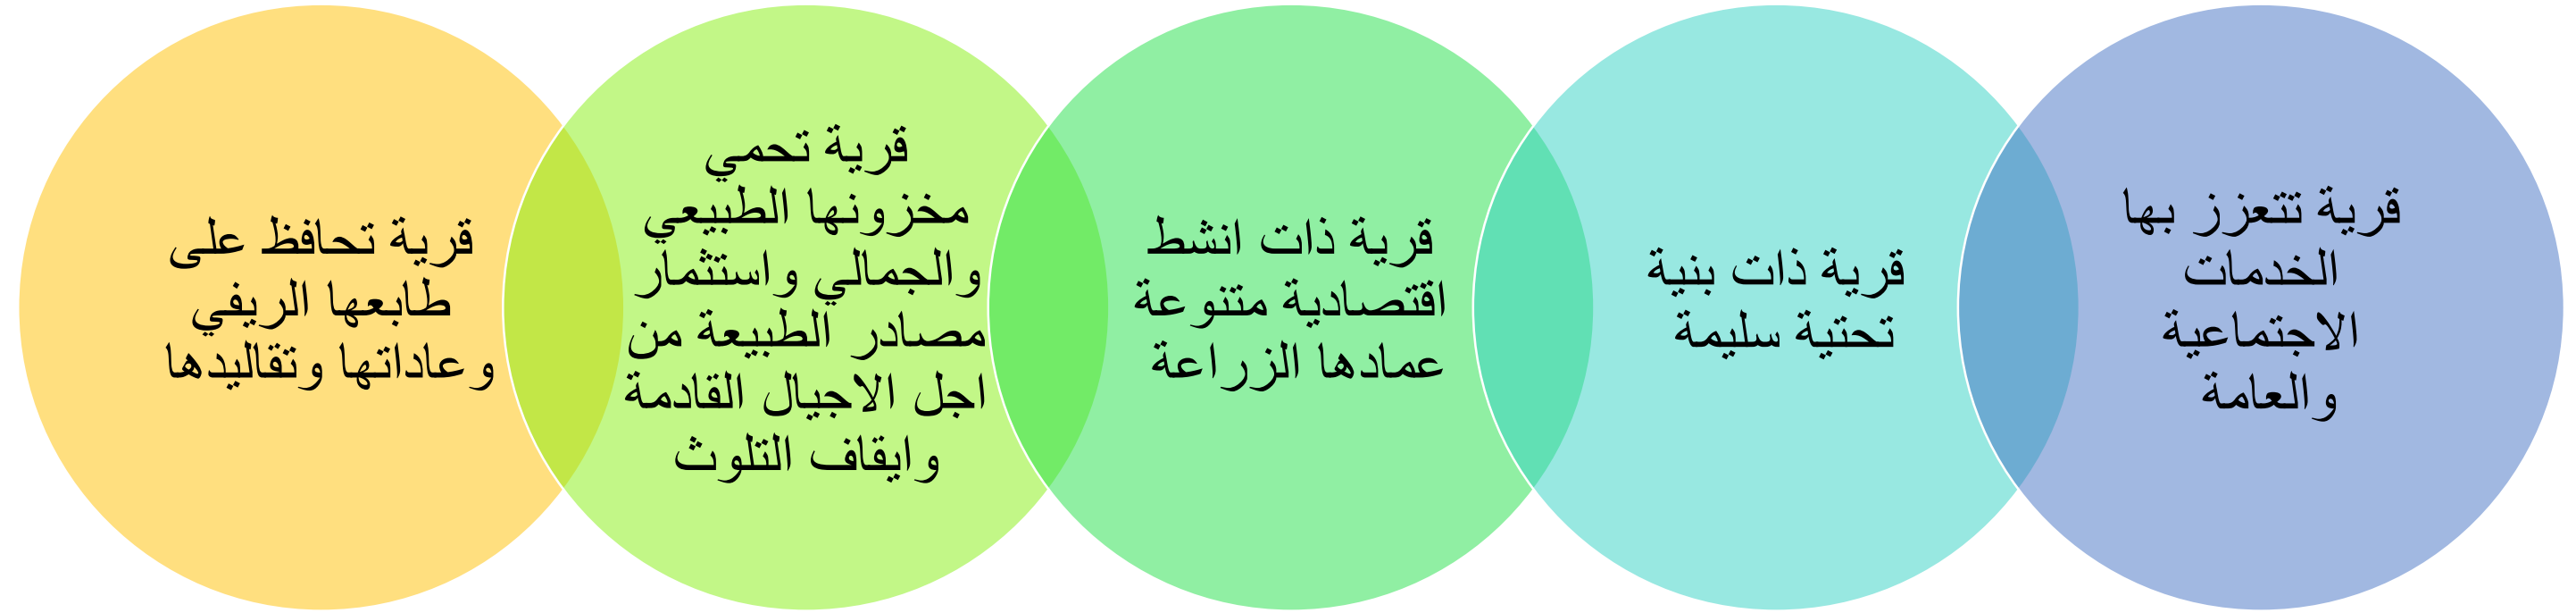 قرية تتعزز بها
الخدمات
الاجتماعية
والعامة
قرية ذات بنية
تحتية سليمة
قرية ذات انشط
اقتصادية متنوعة
عمادها الزراعة
قرية تحمي
مخزونها الطبيعي
والجمالي واستثمار
مصادر الطبيعة من
اجل الاجيال القادمة
وايقاف التلوث
قرية تحافظ على
طابعها الريفي
وعاداتها وتقاليدها